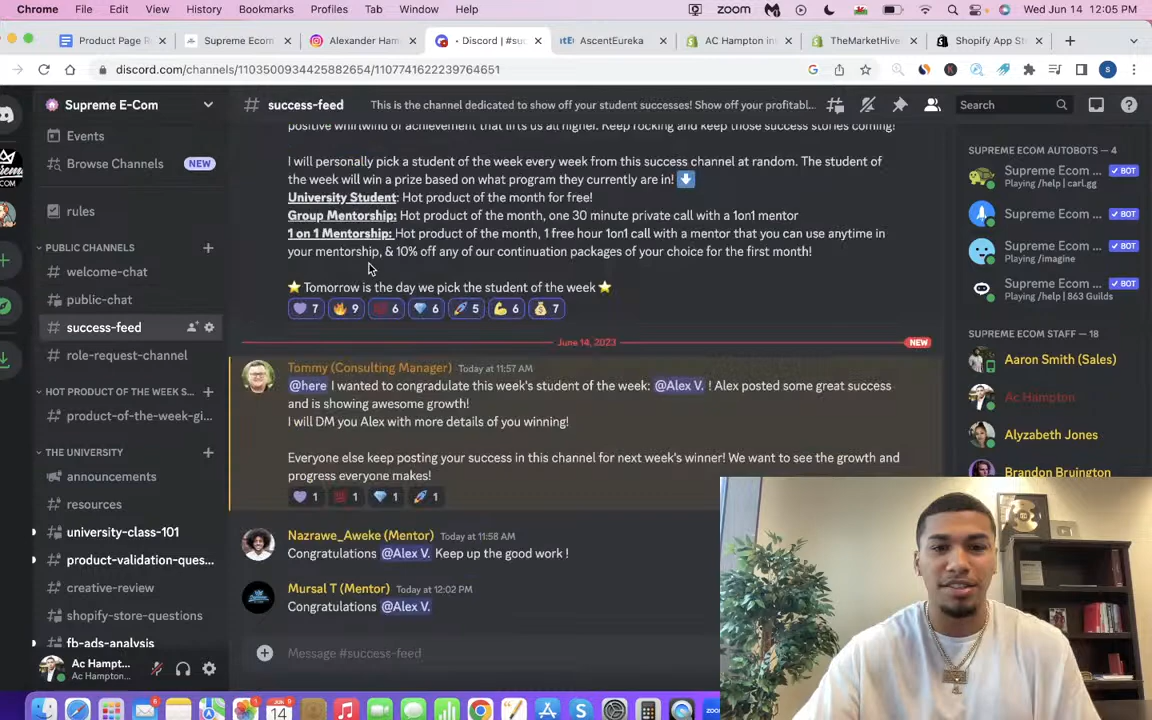 Chrome File Edit View History Bookmarks Profiles Tab Window Help zoom Wed Jun 14 12:05 PM
Product Page R
Supreme Ecom
Alexander Ham
· Discord | #suc
AscentEureka
AC Hampton in
TheMarketHive
Shopify App St
discord.com/channels/1103500934425882654/1107741622239764651
Supreme E-Com
# success-feed This is the channel dedicated to show off your student successes! Show off your profitabl... Search
Events
Browse Channels NEW
rules
PUBLIC CHANNELS
welcome-chat
public-chat
success-feed
role-request-channel
HOT PRODUCT OF THE WEEK S...
product-of-the-week-gi...
THE UNIVERSITY
announcements
resources
university-class-101
product-validation-ques...
creative-review
shopify-store-questions
fb-ads-analysis
Ac Hampt...
Ac Hampton...
positive whirlwind of achievement that lifts us all higher. Keep rocking and keep those success stories coming!
I will personally pick a student of the week every week from this success channel at random. The student of
the week will win a prize based on what program they currently are in!
University Student: Hot product of the month for free!
Group Mentorship: Hot product of the month, one 30 minute private call with a 1on1 mentor
1 on 1 Mentorship: Hot product of the month, 1 free hour 1on1 call with a mentor that you can use anytime in
your mentorship, & 10% off any of our continuation packages of your choice for the first month!
Tomorrow is the day we pick the student of the week
7 9 6 6 5 6 7
June 14, 2023 NEW
Tommy (Consulting Manager) Today at 11:57 AM
@here I wanted to congradulate this week's student of the week: @Alex V. ! Alex posted some great success
and is showing awesome growth!
I will DM you Alex with more details of you winning!
Everyone else keep posting your success in this channel for next week's winner! We want to see the growth and
progress everyone makes!
1 1 1 1
Nazrawe_Aweke (Mentor) Today at 11:58 AM
Congratulations @Alex V. Keep up the good work !
Mursal T (Mentor) Today at 12:02 PM
Congratulations @Alex V.
Message #success-feed
SUPREME ECOM AUTOBOTS — 4
Supreme Ecom ... BOT
Playing /help | carl.gg
Supreme Ecom ... BOT
Supreme Ecom ... BOT
Playing /imagine
Supreme Ecom ... BOT
Playing /help | 863 Guilds
SUPREME ECOM STAFF — 18
Aaron Smith (Sales)
Ac Hampton
Alyzabeth Jones
Brandon Bruington
JUN
14
zoom